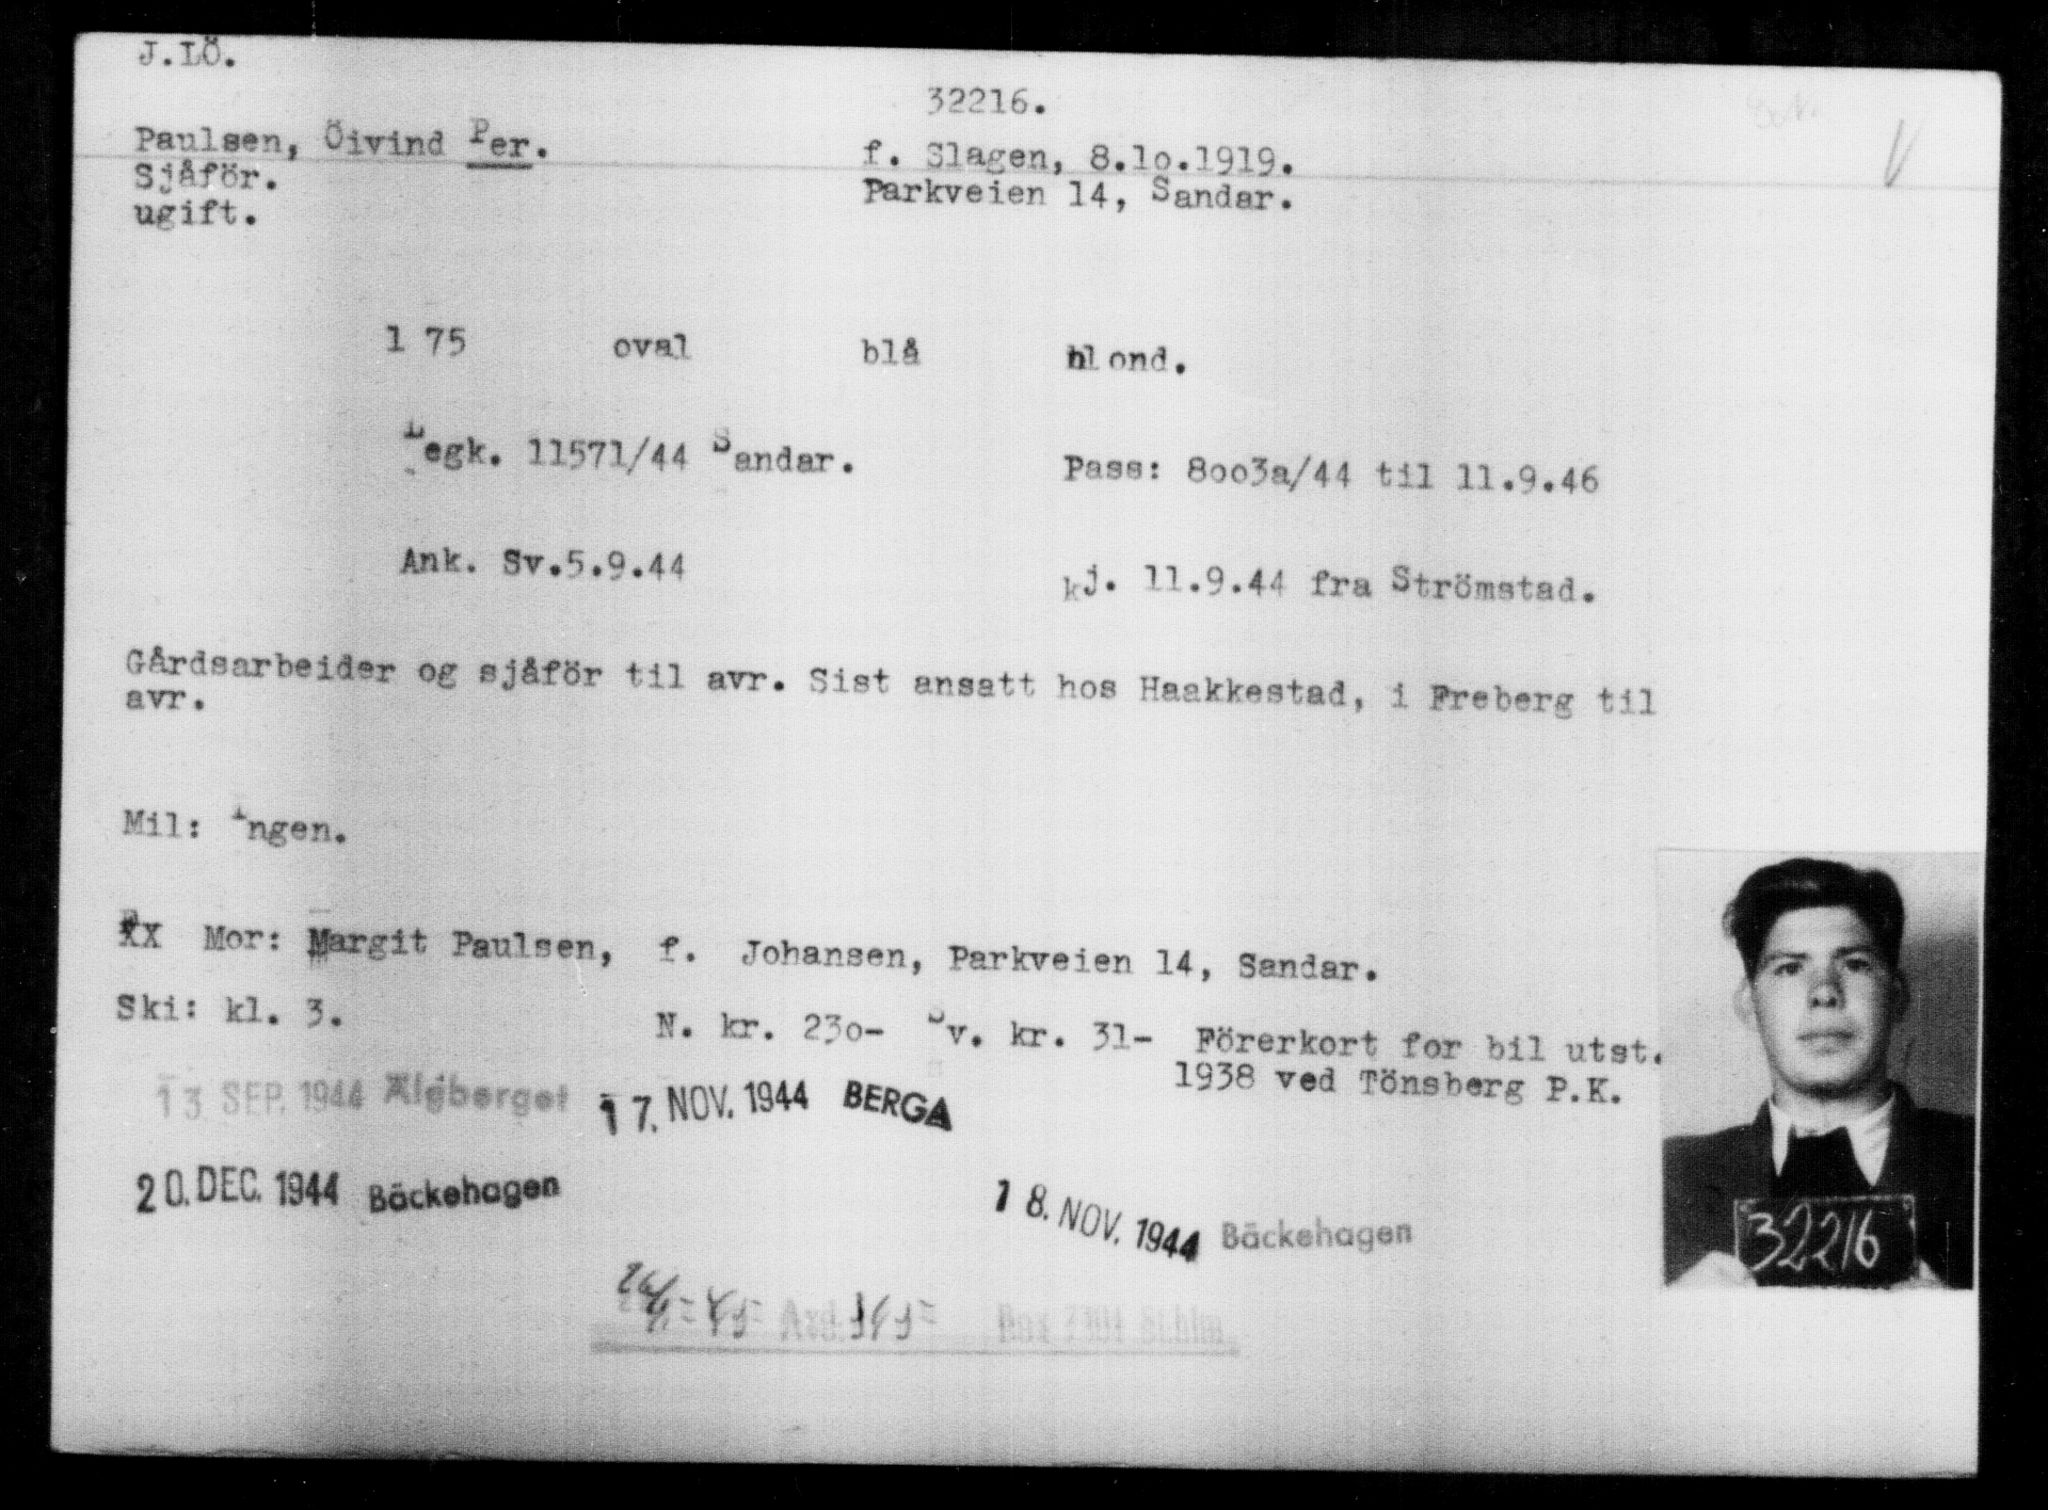 J.LÖ.
32216.
Paulsen, Öivind Per.
f. Slagen, 8.lo.1919.
Sjåför.
Parkveien 14, Sandar.
ugift.
1 75 oval blå blond.
Legk. 11571/44 Sandar.
Pass: 8oo3a/44 til 11.9.46
Ank. Sv.5.9.44
kj. 11.9.44 fra Strömstad.
Gårdsarbeider og sjåför til avr. Sist ansatt hos Haakkestad, i Freberg til
avr.
Mil: Ingen.
Mor: Margit Paulsen, f. Johansen, Parkveien 14, Sandar.
Ski: kl. 3.
N. kr. 23o- Sv. kr. 31- Förerkort for bil utst.
1938 ved Tönsberg P.K.
13 SEP. 1944 Älgberget
17. NOV. 1944 BERGA
20. DEC. 1944 Bäckehagen
18. NOV. 1944 Bäckehagen
32216